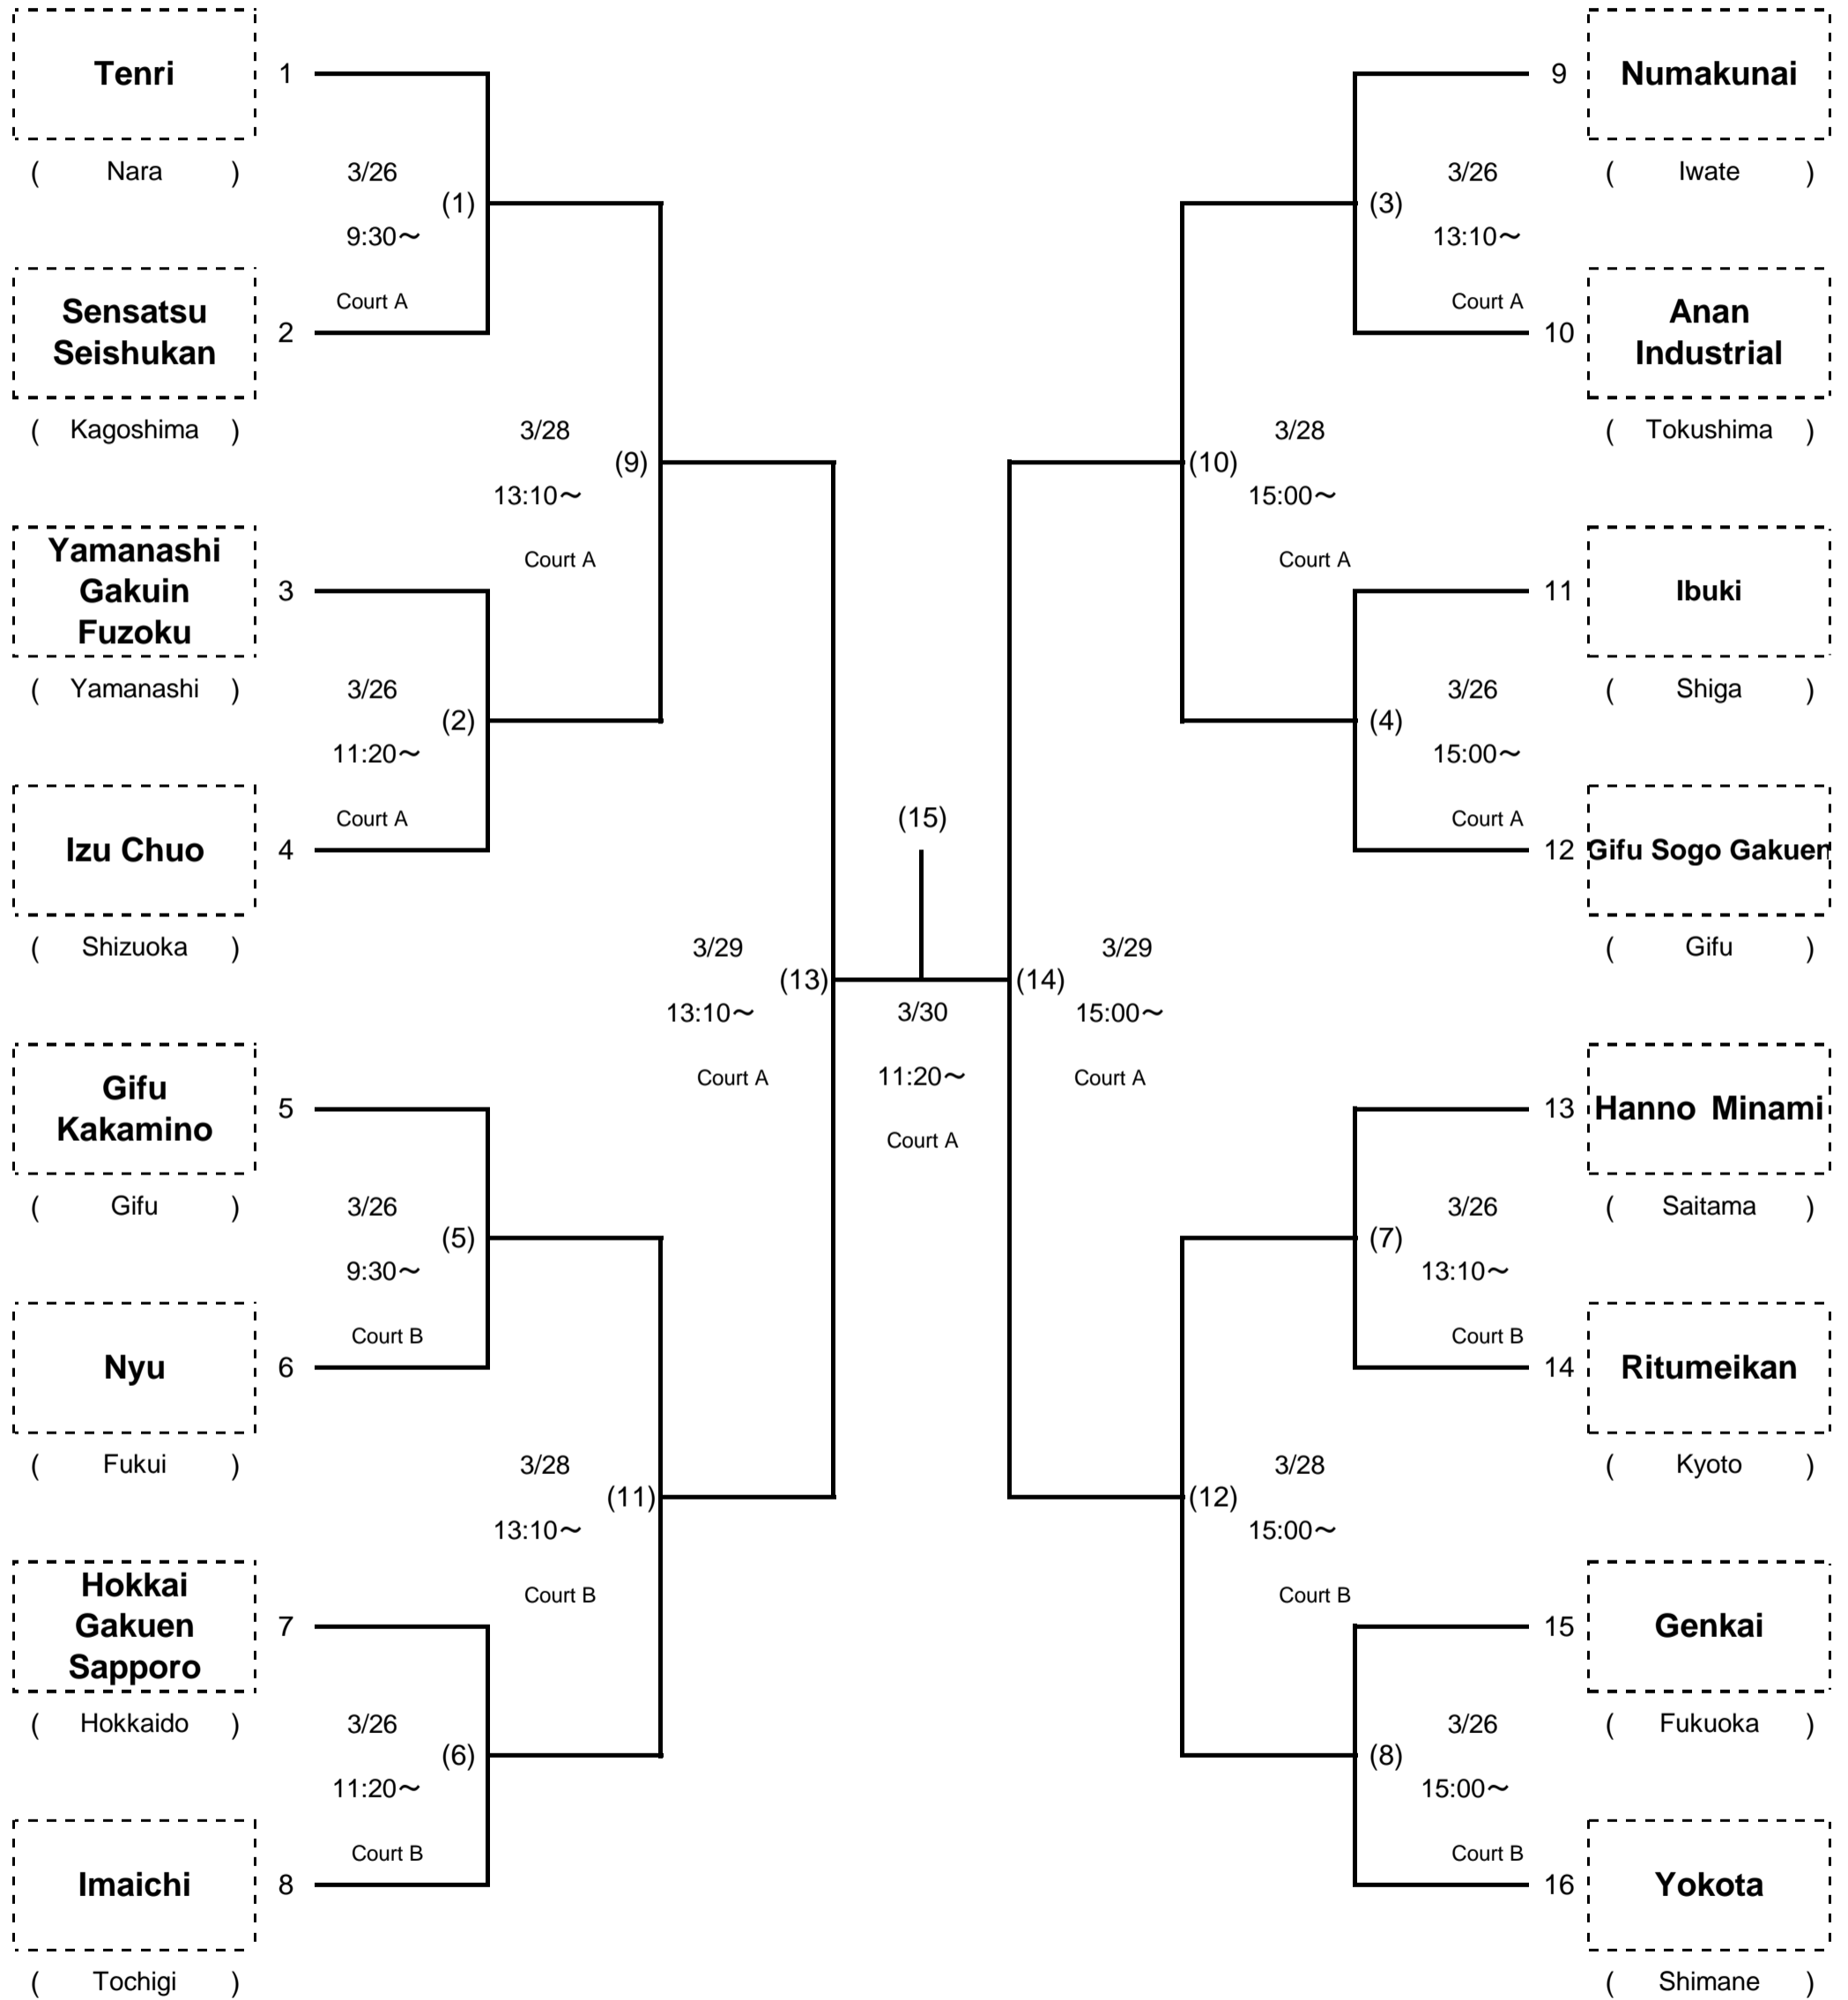 Tenri
1
( Nara )
3/26
(1)
9:30～
Court A
Sensatsu
Seishukan
2
( Kagoshima )
3/28
(9)
13:10～
Court A
Yamanashi
Gakuin
Fuzoku
3
( Yamanashi )
3/26
(2)
11:20～
Court A
Izu Chuo
4
( Shizuoka )
3/29
(13)
13:10～
Court A
Gifu
Kakamino
5
( Gifu )
3/26
(5)
9:30～
Court B
Nyu
6
( Fukui )
3/28
(11)
13:10～
Court B
Hokkai
Gakuen
Sapporo
7
( Hokkaido )
3/26
(6)
11:20～
Court B
Imaichi
8
( Tochigi )
(15)
3/30
11:20～
Court A
9
Numakunai
( Iwate )
3/26
(3)
13:10～
Court A
10
Anan
Industrial
( Tokushima )
3/28
(10)
15:00～
Court A
11
Ibuki
( Shiga )
3/26
(4)
15:00～
Court A
12
Gifu Sogo Gakuen
( Gifu )
3/29
(14)
15:00～
Court A
13
Hanno Minami
( Saitama )
3/26
(7)
13:10～
Court B
14
Ritumeikan
( Kyoto )
3/28
(12)
15:00～
Court B
15
Genkai
( Fukuoka )
3/26
(8)
15:00～
Court B
16
Yokota
( Shimane )